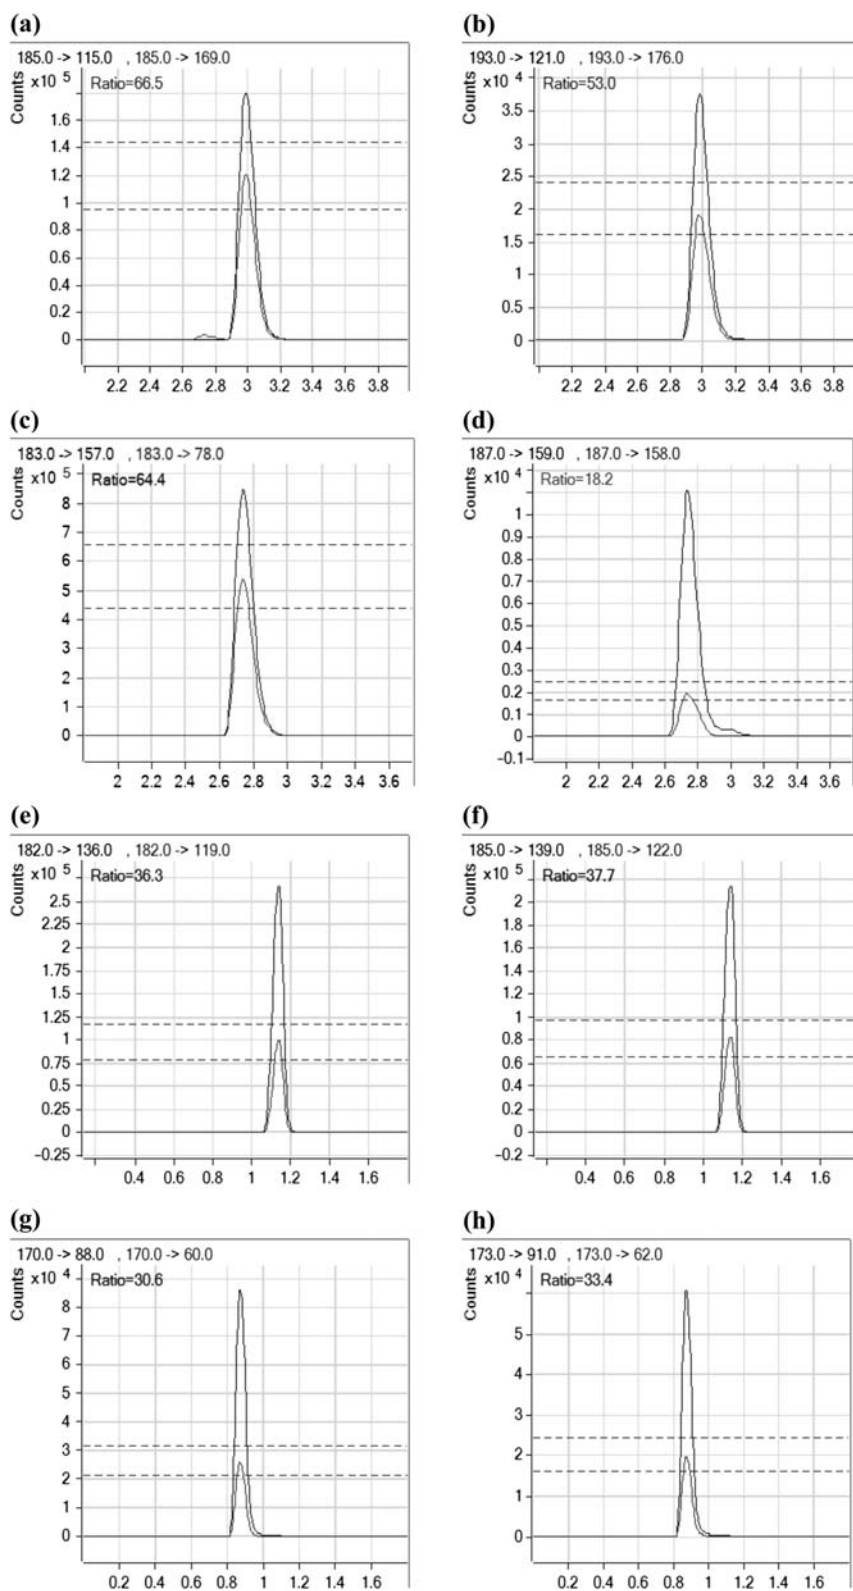 (a)
185.0 -> 115.0 , 185.0 -> 169.0
Counts
x10 5
Ratio=66.5
1.6
1.4
1.2
1
0.8
0.6
0.4
0.2
0
2.2 2.4 2.6 2.8 3 3.2 3.4 3.6 3.8
(b)
193.0 -> 121.0 , 193.0 -> 176.0
Counts
x10 4
Ratio=53.0
3.5
3
2.5
2
1.5
1
0.5
0
2.2 2.4 2.6 2.8 3 3.2 3.4 3.6 3.8
(c)
183.0 -> 157.0 , 183.0 -> 78.0
Counts
x10 5
Ratio=64.4
8
7
6
5
4
3
2
1
0
2 2.2 2.4 2.6 2.8 3 3.2 3.4 3.6
(d)
187.0 -> 159.0 , 187.0 -> 158.0
Counts
x10 4
Ratio=18.2
1
0.9
0.8
0.7
0.6
0.5
0.4
0.3
0.2
0.1
0
-0.1
2 2.2 2.4 2.6 2.8 3 3.2 3.4 3.6
(e)
182.0 -> 136.0 , 182.0 -> 119.0
Counts
x10 5
Ratio=36.3
2.5
2.25
2
1.75
1.5
1.25
1
0.75
0.5
0.25
0
-0.25
0.4 0.6 0.8 1 1.2 1.4 1.6
(f)
185.0 -> 139.0 , 185.0 -> 122.0
Counts
x10 5
Ratio=37.7
2
1.8
1.6
1.4
1.2
1
0.8
0.6
0.4
0.2
0
-0.2
0.4 0.6 0.8 1 1.2 1.4 1.6
(g)
170.0 -> 88.0 , 170.0 -> 60.0
Counts
x10 4
Ratio=30.6
8
7
6
5
4
3
2
1
0
0.2 0.4 0.6 0.8 1 1.2 1.4 1.6
(h)
173.0 -> 91.0 , 173.0 -> 62.0
Counts
x10 4
Ratio=33.4
5
4
3
2
1
0
0.2 0.4 0.6 0.8 1 1.2 1.4 1.6